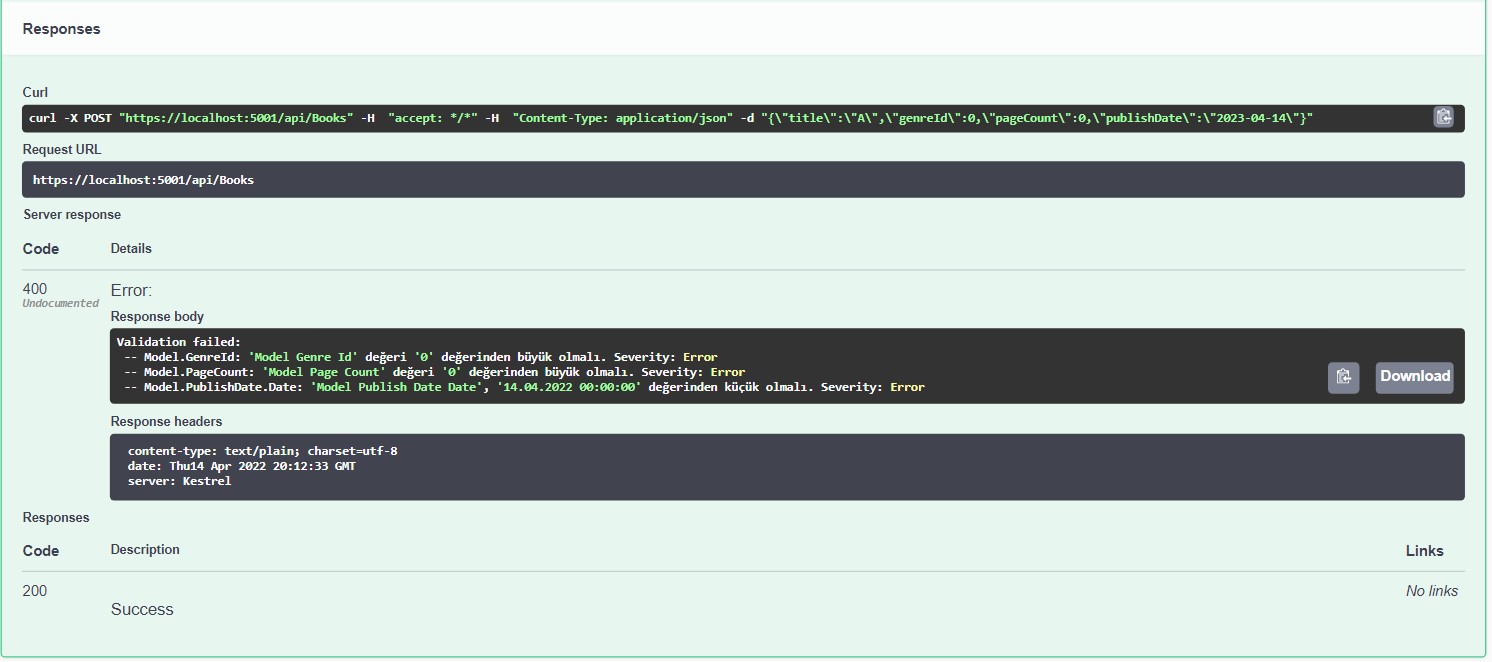 Responses
Curl
curl -X POST "https://localhost:5001/api/Books" -H  "accept: */*" -H  "Content-Type: application/json" -d "{\"title\":\"A\",\"genreId\":0,\"pageCount\":0,\"publishDate\":\"2023-04-14\"}"
Request URL
https://localhost:5001/api/Books
Server response
Code Details
400 Error:
Undocumented
Response body
Validation failed:
-- Model.GenreId: 'Model Genre Id' değeri '0' değerinden büyük olmalı. Severity: Error
-- Model.PageCount: 'Model Page Count' değeri '0' değerinden büyük olmalı. Severity: Error
-- Model.PublishDate.Date: 'Model Publish Date Date', '14.04.2022 00:00:00' değerinden küçük olmalı. Severity: Error
Download
Response headers
content-type: text/plain; charset=utf-8
date: Thu14 Apr 2022 20:12:33 GMT
server: Kestrel
Responses
Code Description Links
200 No links
Success